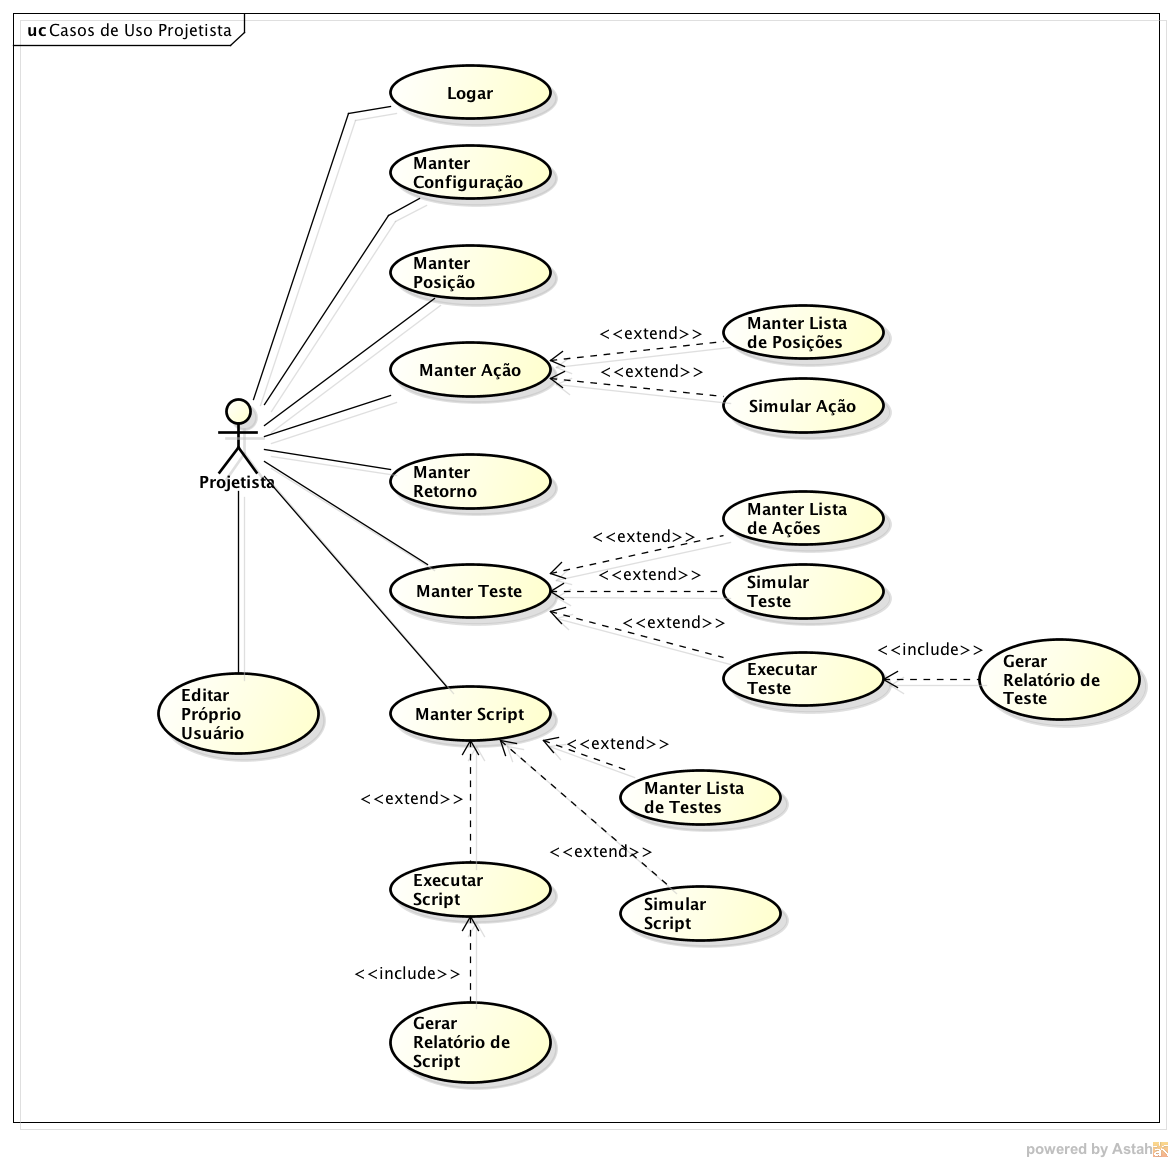 uc Casos de Uso Projetista
Logar
Manter
Configuração
Manter
Posição
Manter Ação
<<extend>>
Manter Lista
de Posições
<<extend>>
Simular Ação
Projetista
Manter
Retorno
Manter Lista
de Ações
<<extend>>
Manter Teste
<<extend>>
Simular
Teste
<<extend>>
Executar
Teste
<<include>>
Gerar
Relatório de
Teste
Editar
Próprio
Usuário
Manter Script
<<extend>>
Manter Lista
de Testes
<<extend>>
<<extend>>
Executar
Script
Simular
Script
<<include>>
Gerar
Relatório de
Script
powered by Astah